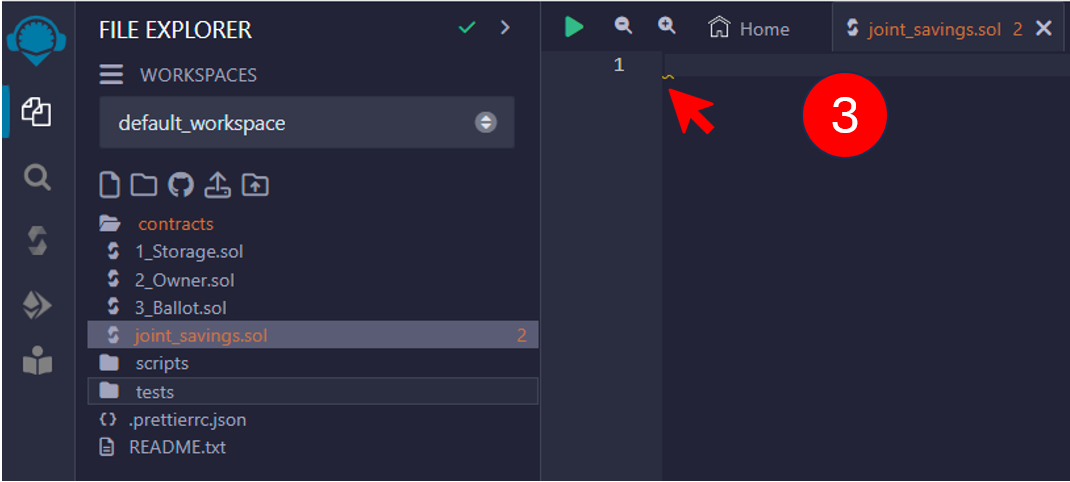 FILE EXPLORER
WORKSPACES
default_workspace
contracts
1_Storage.sol
2_Owner.sol
3_Ballot.sol
joint_savings.sol 2
scripts
tests
{} .prettierrc.json
README.txt
Home
joint_savings.sol 2
1
3